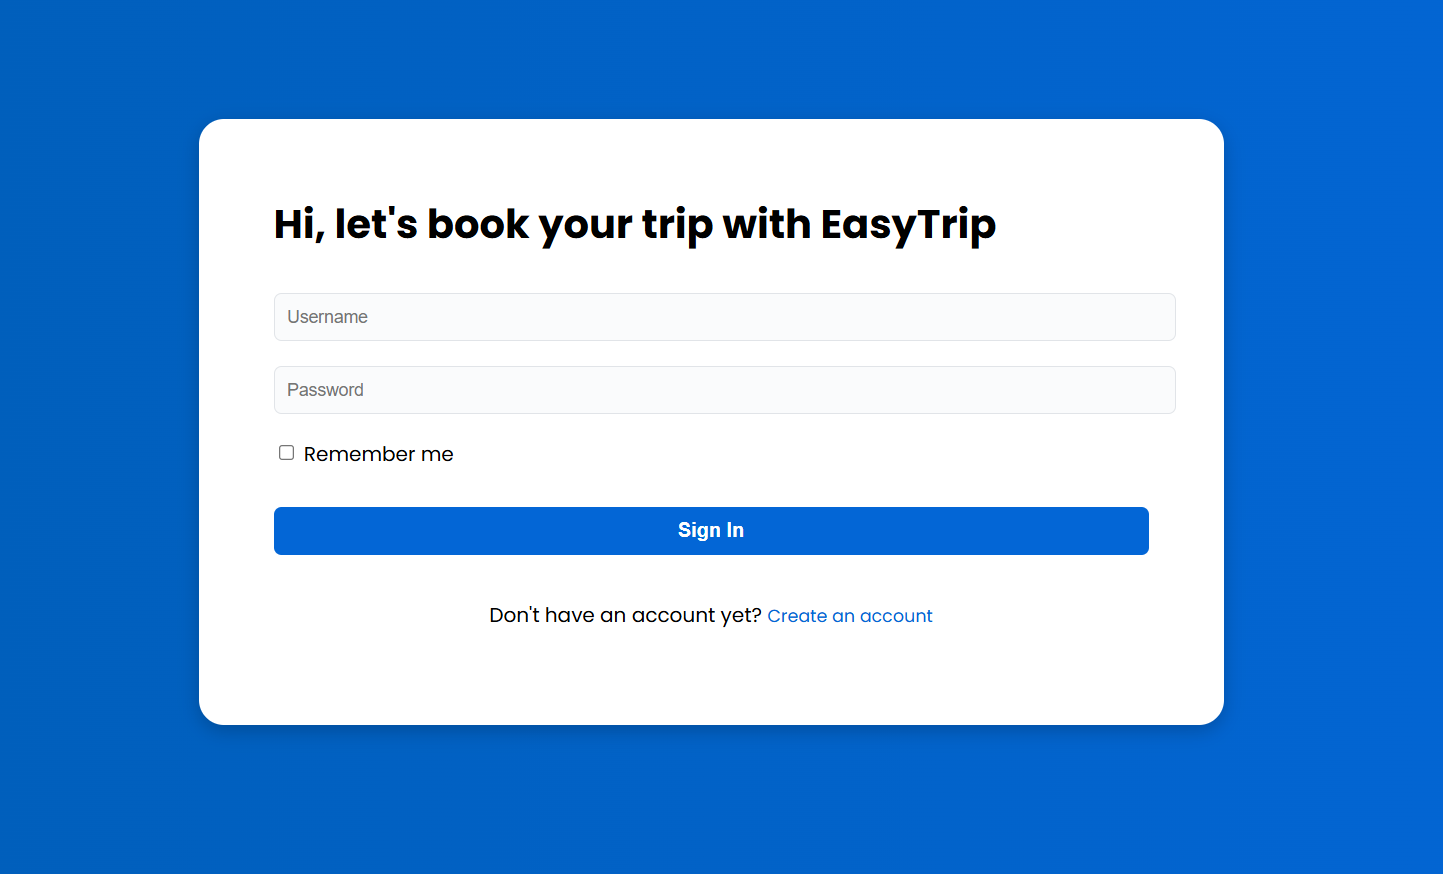 Hi, let's book your trip with EasyTrip
Username
Password
Remember me
Sign In
Don't have an account yet? Create an account